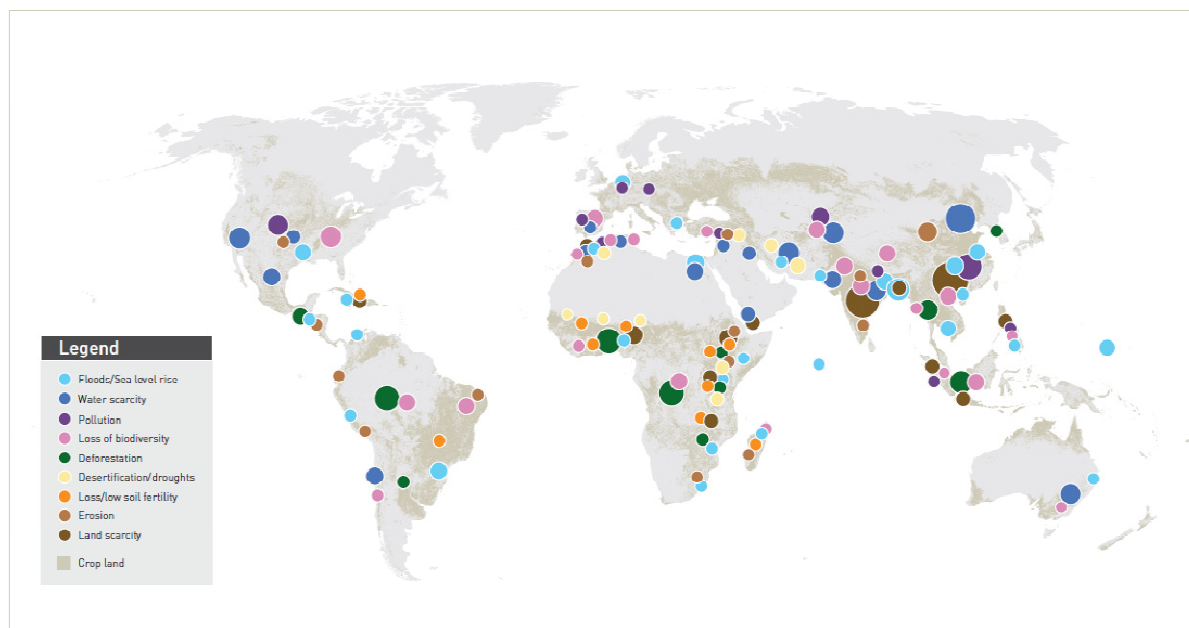 Legend
Floods/Sea level rise
Water scarcity
Pollution
Loss of biodiversity
Deforestation
Desertification/droughts
Loss/low soil fertility
Erosion
Land scarcity
Crop land